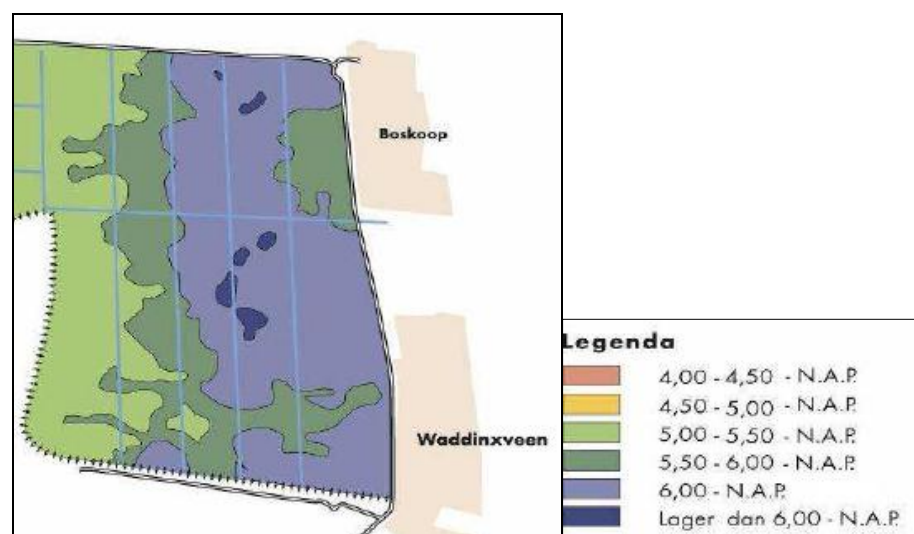 Boskoop
Waddinxveen
Legenda
4,00 - 4,50 - N.A.P.
4,50 - 5,00 - N.A.P.
5,00 - 5,50 - N.A.P.
5,50 - 6,00 - N.A.P.
6,00 - N.A.P.
Lager dan 6,00 - N.A.P.